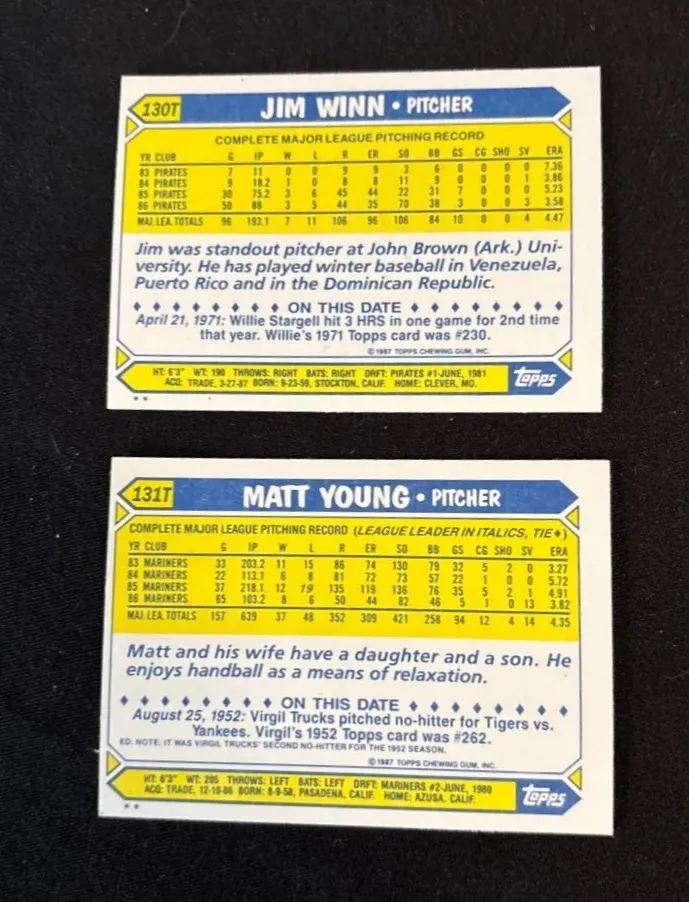 130T JIM WINN • PITCHER
COMPLETE MAJOR LEAGUE PITCHING RECORD
YR CLUB G IP W L R ER SO BB GS CG SHO SV ERA
83 PIRATES 7 11 0 0 9 9 3 6 0 0 0 0 7.36
84 PIRATES 9 18.2 1 0 8 8 11 9 0 0 0 1 3.86
85 PIRATES 30 75.2 3 6 45 44 22 31 7 0 0 0 5.23
86 PIRATES 50 88 3 5 44 35 70 38 3 0 0 3 3.58
MAJ. LEA. TOTALS 96 193.1 7 11 106 96 106 84 10 0 0 4 4.47
Jim was standout pitcher at John Brown (Ark.) Uni-
versity. He has played winter baseball in Venezuela,
Puerto Rico and in the Dominican Republic.
♦ ♦ ♦ ♦ ♦ ♦ ♦ ♦ ON THIS DATE ♦ ♦ ♦ ♦ ♦ ♦ ♦ ♦
April 21, 1971: Willie Stargell hit 3 HRS in one game for 2nd time
that year. Willie's 1971 Topps card was #230.
© 1987 TOPPS CHEWING GUM, INC.
HT: 6'3" WT: 190 THROWS: RIGHT BATS: RIGHT DRFT: PIRATES #1-JUNE, 1981
ACQ: TRADE, 3-27-87 BORN: 9-23-59, STOCKTON, CALIF. HOME: CLEVER, MO.
Topps
* *
131T MATT YOUNG • PITCHER
COMPLETE MAJOR LEAGUE PITCHING RECORD (LEAGUE LEADER IN ITALICS, TIE♦)
YR CLUB G IP W L R ER SO BB GS CG SHO SV ERA
83 MARINERS 33 203.2 11 15 86 74 130 79 32 5 2 0 3.27
84 MARINERS 22 113.1 6 8 81 72 73 57 22 1 0 0 5.72
85 MARINERS 37 218.1 12 19 135 119 136 76 35 5 2 1 4.91
86 MARINERS 65 103.2 8 6 50 44 82 46 5 1 0 13 3.82
MAJ. LEA. TOTALS 157 639 37 48 352 309 421 258 94 12 4 14 4.35
Matt and his wife have a daughter and a son. He
enjoys handball as a means of relaxation.
♦ ♦ ♦ ♦ ♦ ♦ ♦ ♦ ON THIS DATE ♦ ♦ ♦ ♦ ♦ ♦ ♦ ♦
August 25, 1952: Virgil Trucks pitched no-hitter for Tigers vs.
Yankees. Virgil's 1952 Topps card was #262.
ED. NOTE: IT WAS VIRGIL TRUCKS' SECOND NO-HITTER FOR THE 1952 SEASON.
© 1987 TOPPS CHEWING GUM, INC.
HT: 6'3" WT: 205 THROWS: LEFT BATS: LEFT DRFT: MARINERS #2-JUNE, 1980
ACQ: TRADE, 12-10-86 BORN: 8-9-58, PASADENA, CALIF. HOME: AZUSA, CALIF.
Topps
* *